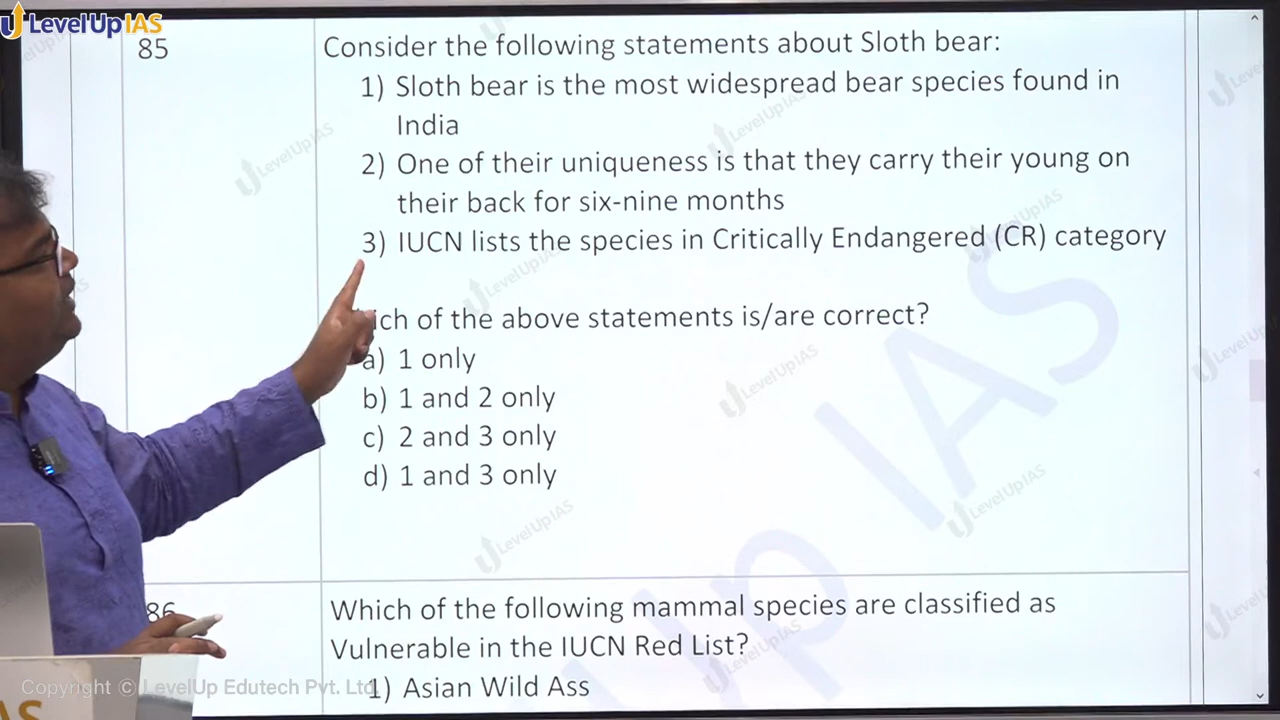 LevelUpIAS
85
Consider the following statements about Sloth bear:
1) Sloth bear is the most widespread bear species found in
India
2) One of their uniqueness is that they carry their young on
their back for six-nine months
3) IUCN lists the species in Critically Endangered (CR) category
ich of the above statements is/are correct?
a) 1 only
b) 1 and 2 only
c) 2 and 3 only
d) 1 and 3 only
86
Which of the following mammal species are classified as
Vulnerable in the IUCN Red List?
1) Asian Wild Ass
Copyright © LevelUp Edutech Pvt. Ltd.
LevelUpIAS
Up IAS
AS